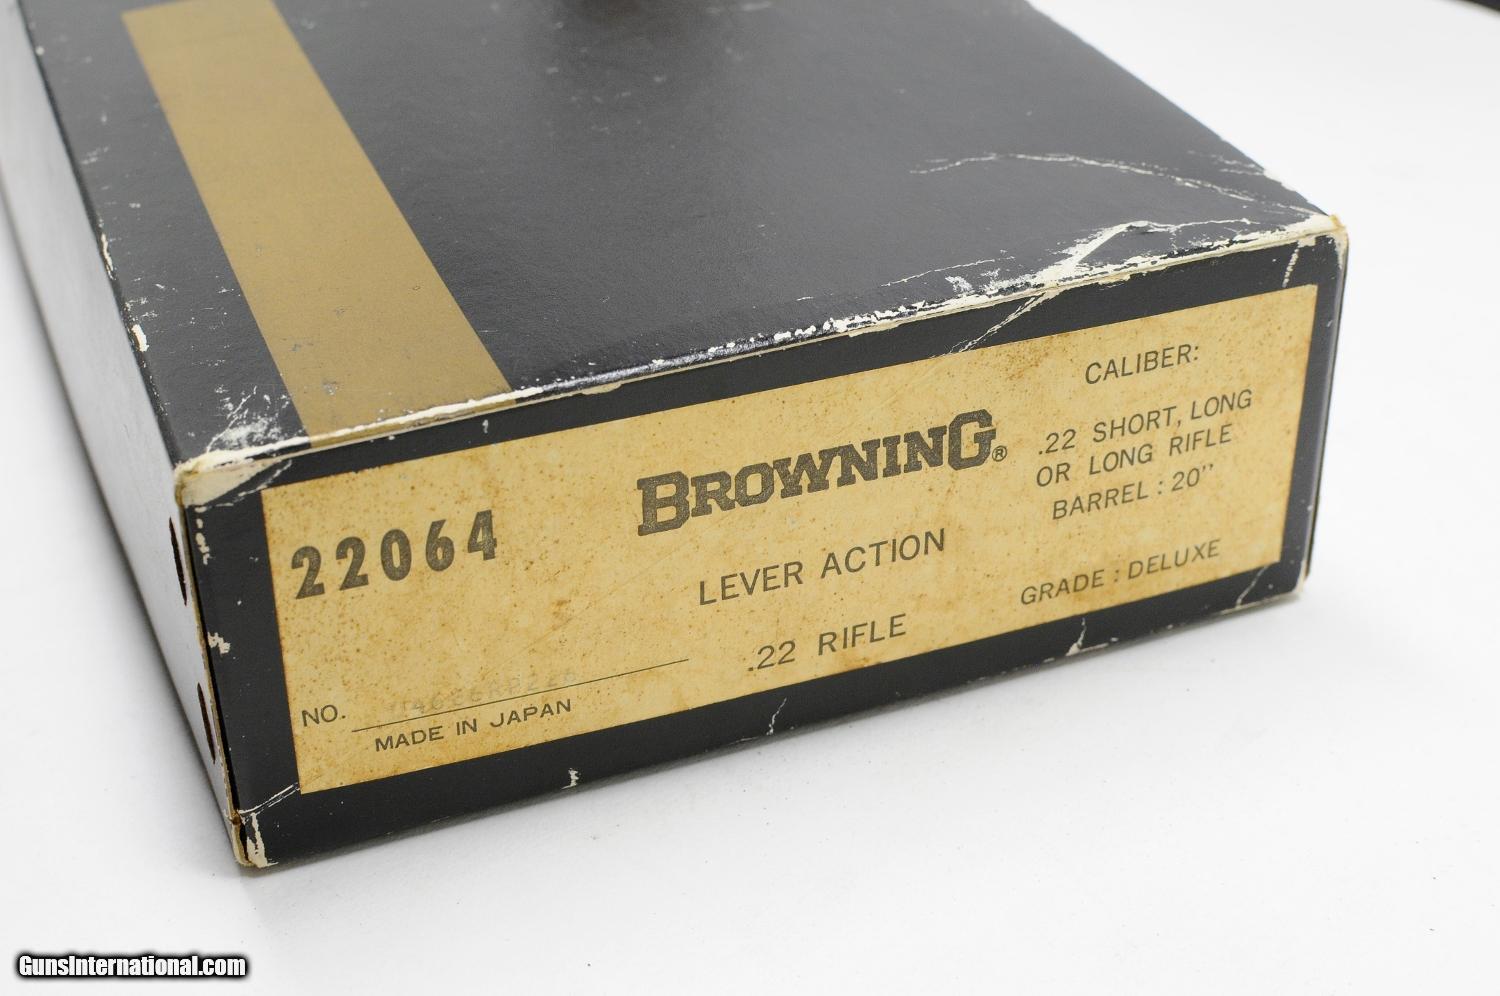 22064
BROWNING®
LEVER ACTION
.22 RIFLE
CALIBER:
.22 SHORT, LONG
OR LONG RIFLE
BARREL : 20"
GRADE : DELUXE
NO.
MADE IN JAPAN
GunsInternational.com